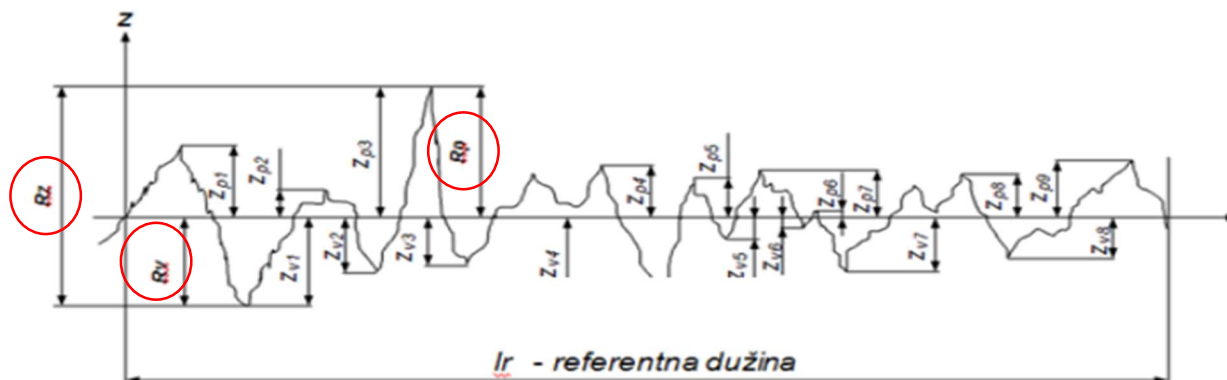 z
Rz
Rv
Zp1
Zp2
Zv1
Zv2
Zp3
Zv3
Rp
Zv4
Zp4
Zp5
Zv5
Zv6
Zp6
Zp7
Zv7
Zp8
Zp9
Zv8
lr - referentna dužina